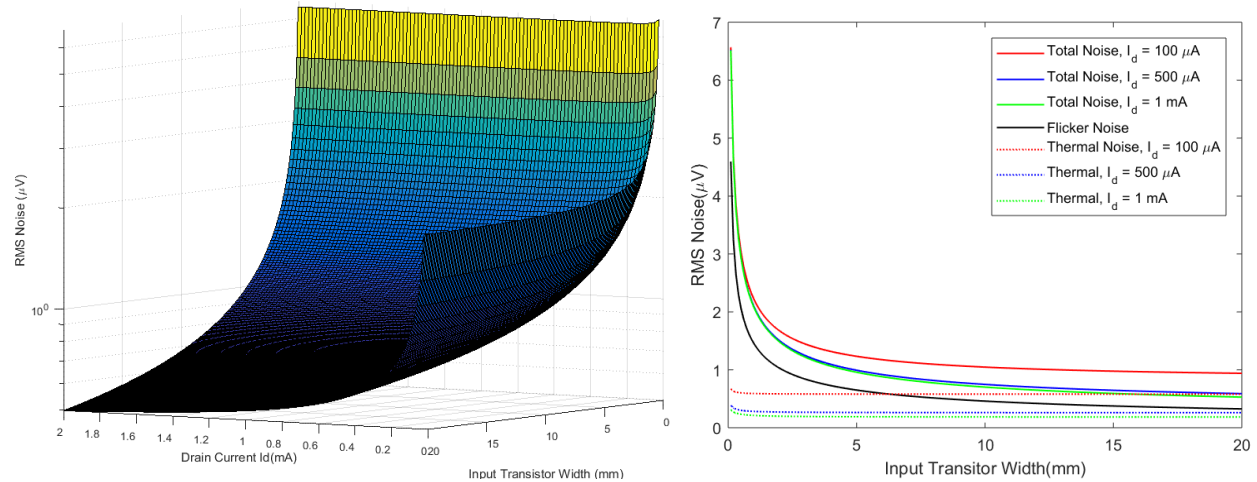 RMS Noise (μV)
10^0
2
1.8
1.6
1.4
1.2
1
0.8
0.6
0.4
0.2
020
15
10
5
0
Drain Current Id(mA)
Input Transistor Width (mm)
7
6
5
4
3
2
1
0
RMS Noise(μV)
Total Noise, I_d = 100 μA
Total Noise, I_d = 500 μA
Total Noise, I_d = 1 mA
Flicker Noise
Thermal Noise, I_d = 100 μA
Thermal, I_d = 500 μA
Thermal, I_d = 1 mA
0 5 10 15 20
Input Transitor Width(mm)